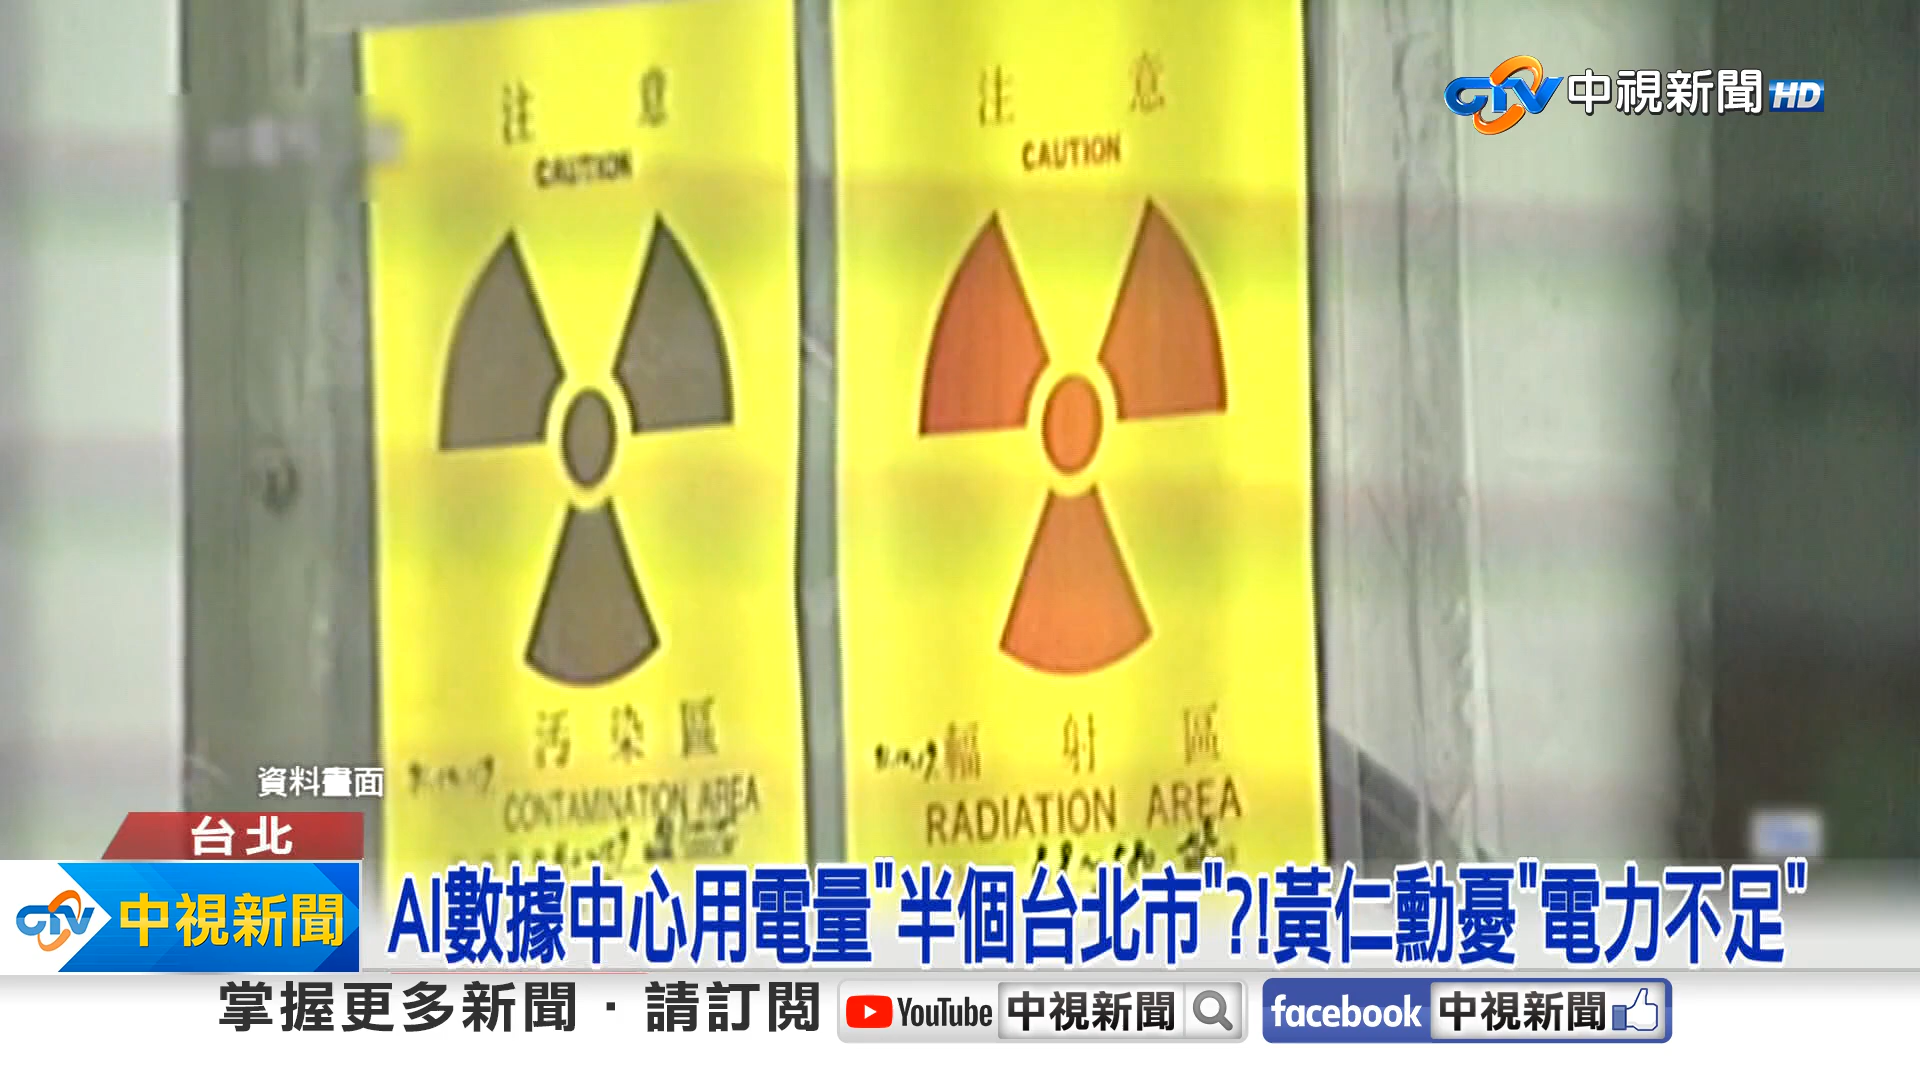 CTV 中視新聞 HD
注意
CAUTION
污染區
CONTAMINATION AREA
注意
CAUTION
輻射區
RADIATION AREA
資料畫面
台北
CTV 中視新聞
AI數據中心用電量"半個台北市"?!黃仁勳憂"電力不足"
掌握更多新聞·請訂閱 YouTube 中視新聞 facebook 中視新聞